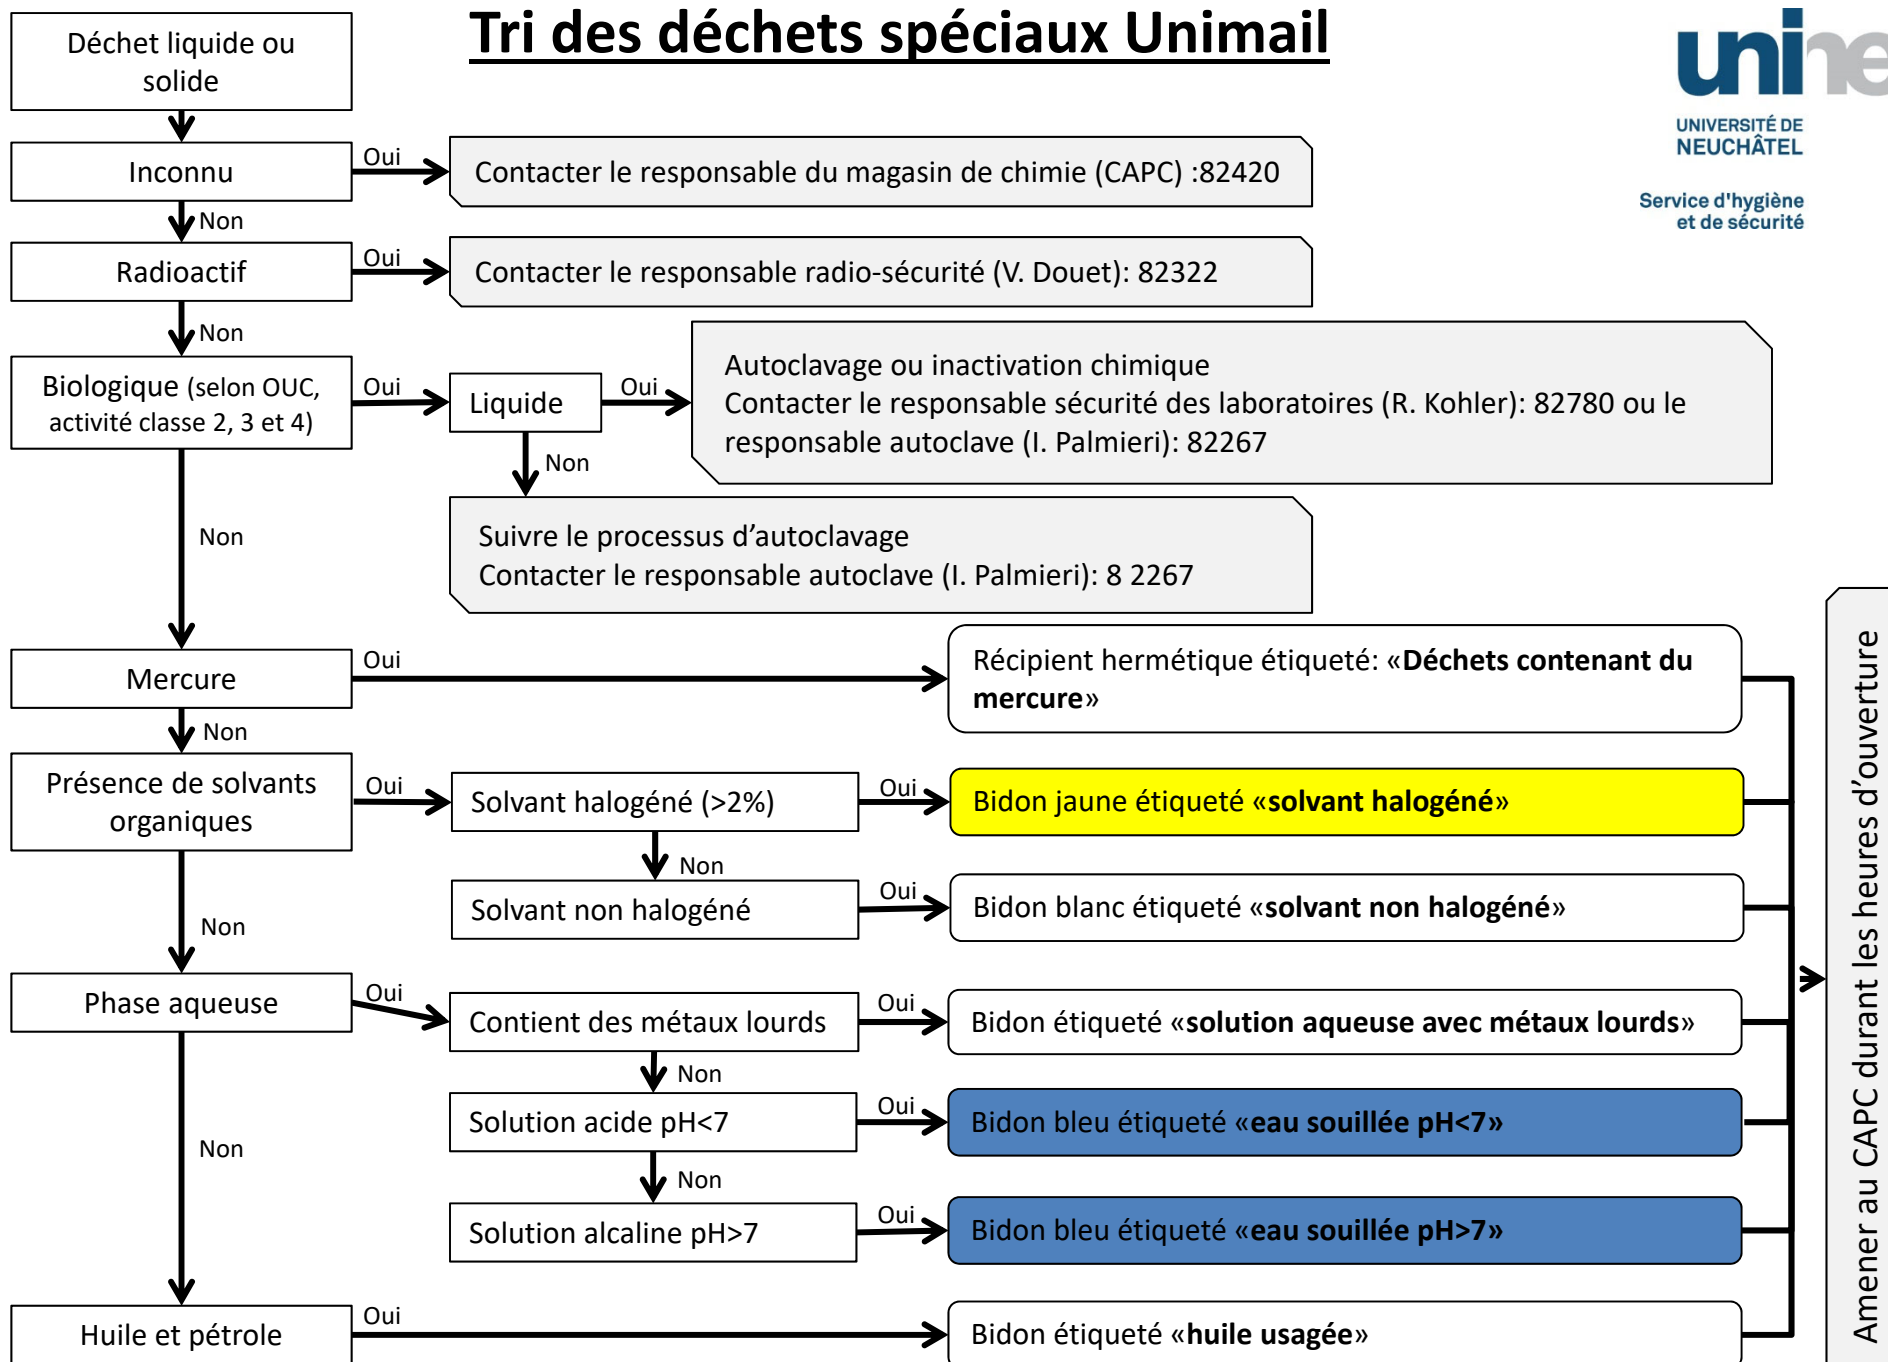 Tri des déchets spéciaux Unimail
unine
UNIVERSITÉ DE
NEUCHÂTEL
Service d'hygiène
et de sécurité
Déchet liquide ou
solide
Inconnu
Oui
Contacter le responsable du magasin de chimie (CAPC) :82420
Non
Radioactif
Oui
Contacter le responsable radio-sécurité (V. Douet): 82322
Non
Biologique (selon OUC,
activité classe 2, 3 et 4)
Oui
Liquide
Oui
Autoclavage ou inactivation chimique
Contacter le responsable sécurité des laboratoires (R. Kohler): 82780 ou le
responsable autoclave (I. Palmieri): 82267
Non
Suivre le processus d’autoclavage
Contacter le responsable autoclave (I. Palmieri): 8 2267
Non
Mercure
Oui
Récipient hermétique étiqueté: «Déchets contenant du
mercure»
Non
Présence de solvants
organiques
Oui
Solvant halogéné (>2%)
Oui
Bidon jaune étiqueté «solvant halogéné»
Non
Solvant non halogéné
Oui
Bidon blanc étiqueté «solvant non halogéné»
Non
Phase aqueuse
Oui
Contient des métaux lourds
Oui
Bidon étiqueté «solution aqueuse avec métaux lourds»
Non
Solution acide pH<7
Oui
Bidon bleu étiqueté «eau souillée pH<7»
Non
Solution alcaline pH>7
Oui
Bidon bleu étiqueté «eau souillée pH>7»
Non
Huile et pétrole
Oui
Bidon étiqueté «huile usagée»
Amener au CAPC durant les heures d’ouverture